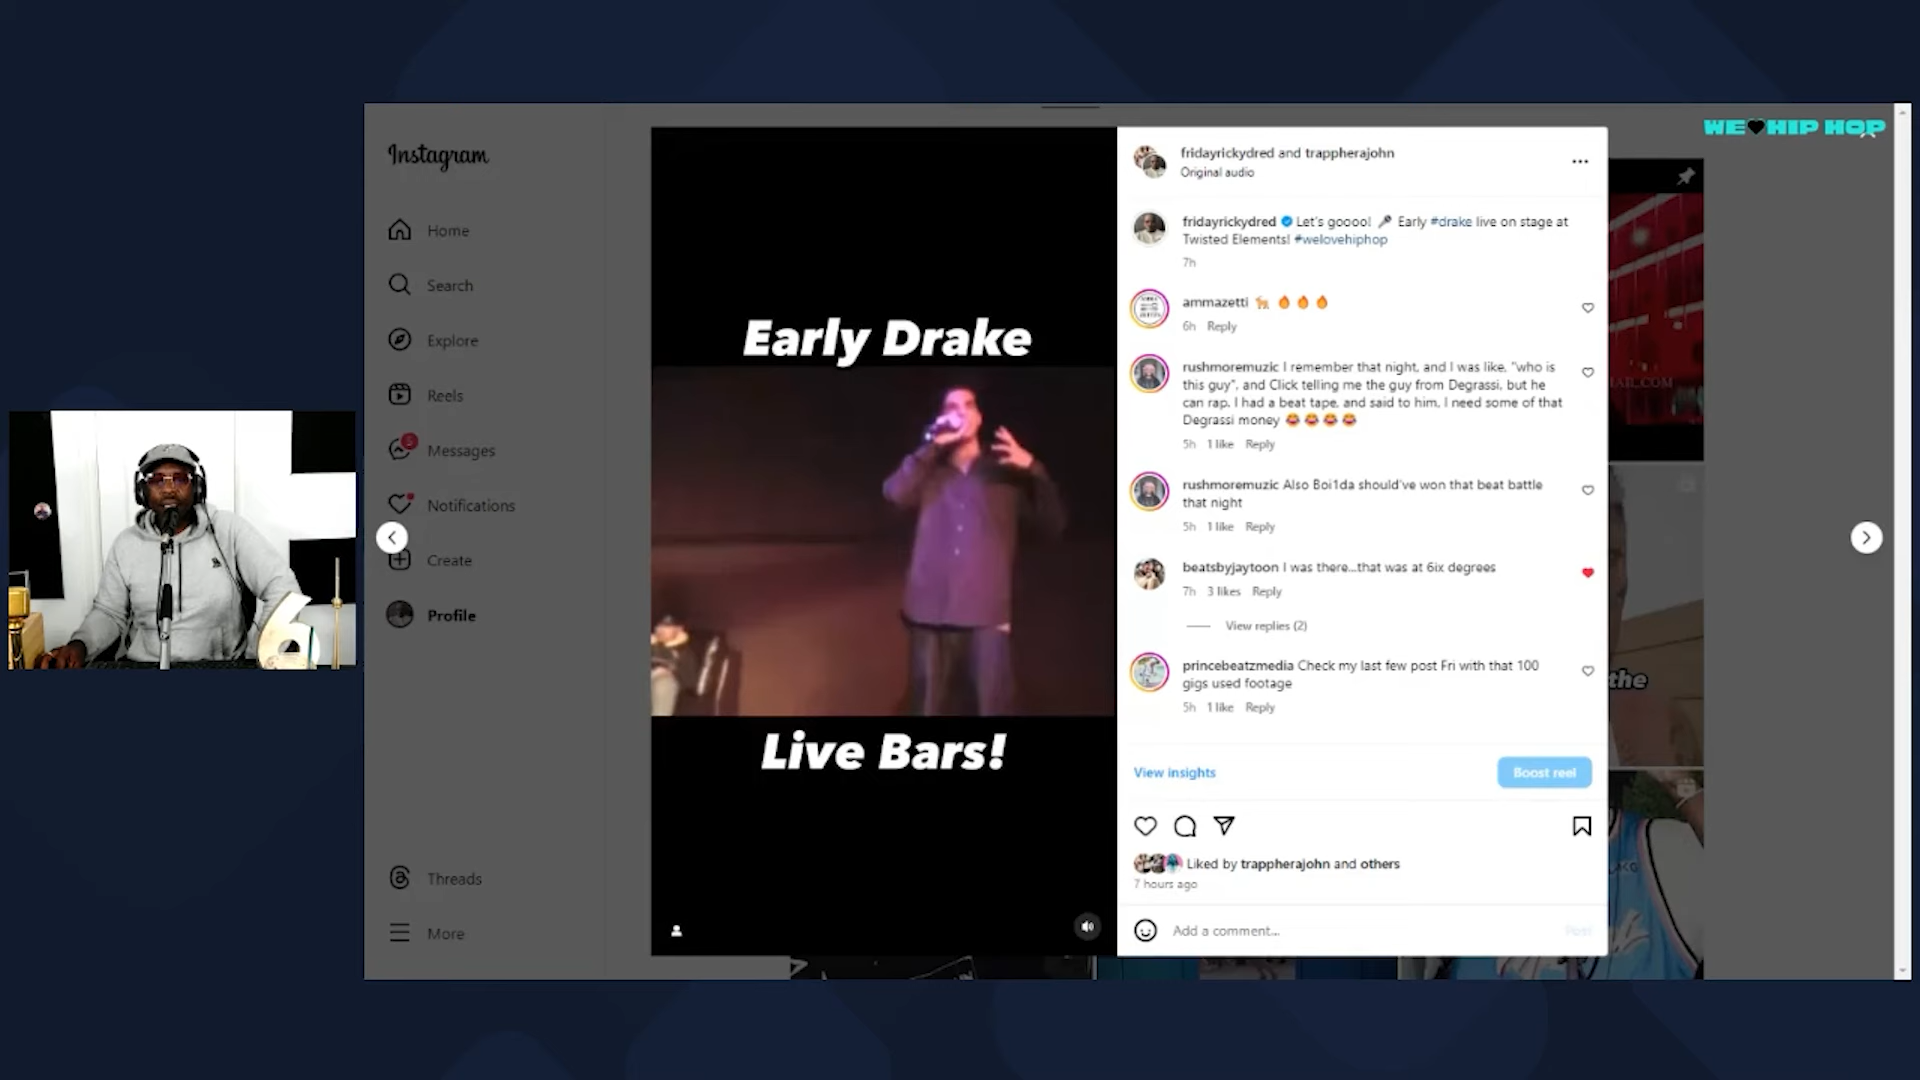 WE HIP HOP
Instagram
Home
Search
Explore
Reels
Messages
Notifications
Create
Profile
Threads
More
Early Drake
Live Bars!
fridayrickydred and trappherajohn
Original audio
fridayrickydred Let's goooo! 🎤 Early #drake live on stage at
Twisted Elements! #welovehiphop
7h
ammazetti 🐐 🔥 🔥 🔥
6h Reply
rushmoremuzic I remember that night, and I was like, "who is
this guy", and Click telling me the guy from Degrassi, but he
can rap. I had a beat tape, and said to him, I need some of that
Degrassi money 😂 😂 😂 😂
5h 1 like Reply
rushmoremuzic Also Boi1da should've won that beat battle
that night
5h 1 like Reply
beatsbyjaytoon I was there...that was at 6ix degrees
7h 3 likes Reply
View replies (2)
princebeatzmedia Check my last few post Fri with that 100
gigs used footage
5h 1 like Reply
View insights
Boost reel
Liked by trappherajohn and others
7 hours ago
Add a comment...
Post
the
6